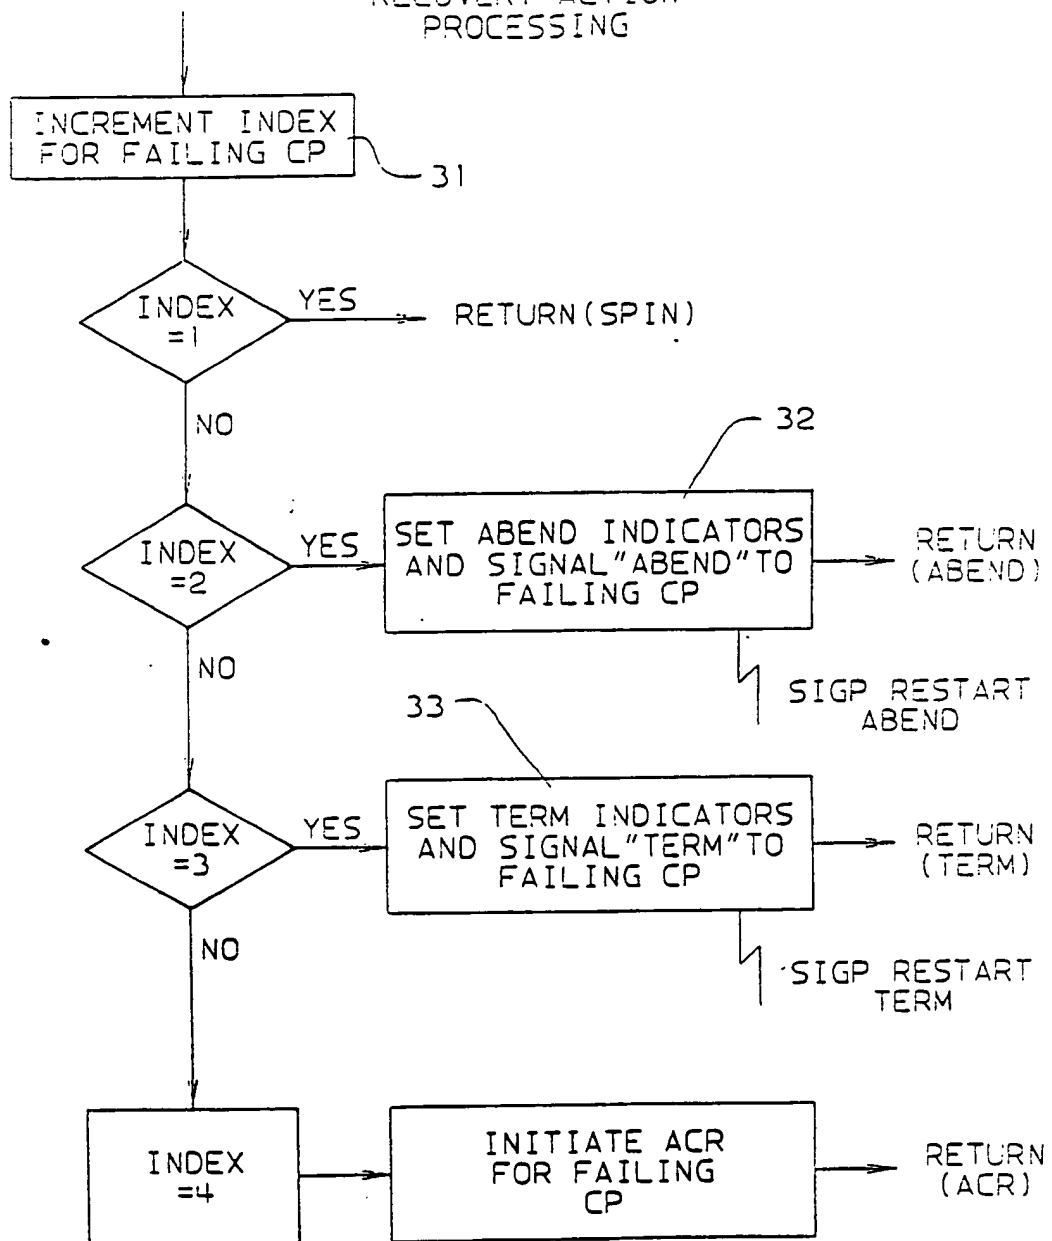 RECOVERY ACTION
PROCESSING
INCREMENT INDEX
FOR FAILING CP
31
INDEX
=1
YES
RETURN(SPIN)
NO
32
INDEX
=2
YES
SET ABEND INDICATORS
AND SIGNAL"ABEND"TO
FAILING CP
RETURN
(ABEND)
NO
SIGP RESTART
ABEND
33
INDEX
=3
YES
SET TERM INDICATORS
AND SIGNAL"TERM"TO
FAILING CP
RETURN
(TERM)
NO
SIGP RESTART
TERM
INDEX
=4
INITIATE ACR
FOR FAILING
CP
RETURN
(ACR)